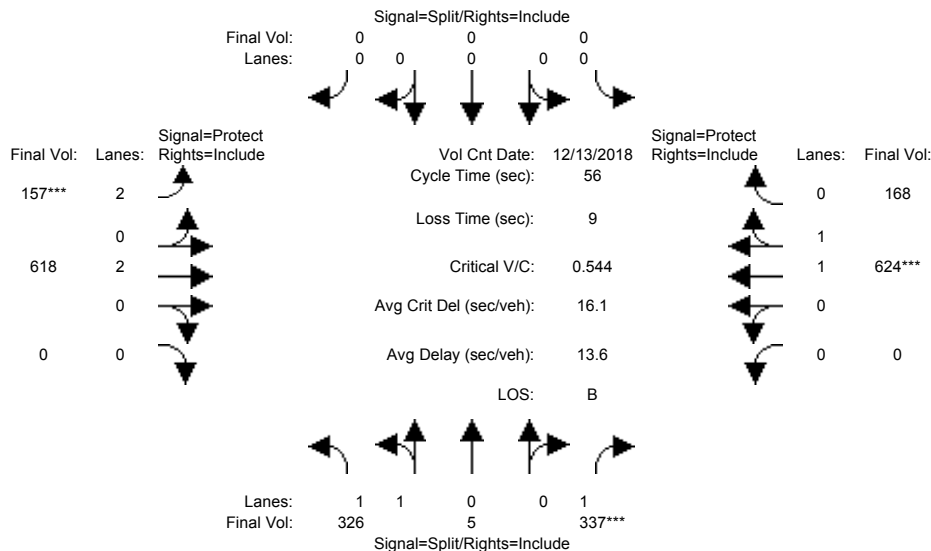 Signal=Split/Rights=Include
Final Vol: 0 0 0
Lanes: 0 0 0 0 0
Signal=Protect Signal=Protect
Final Vol: Lanes: Rights=Include Vol Cnt Date: 12/13/2018 Rights=Include Lanes: Final Vol:
Cycle Time (sec): 56
157*** 2 0 168
Loss Time (sec): 9
0 1
618 2 Critical V/C: 0.544 1 624***
0 Avg Crit Del (sec/veh): 16.1 0
0 0 Avg Delay (sec/veh): 13.6 0 0
LOS: B
Lanes: 1 1 0 0 1
Final Vol: 326 5 337***
Signal=Split/Rights=Include